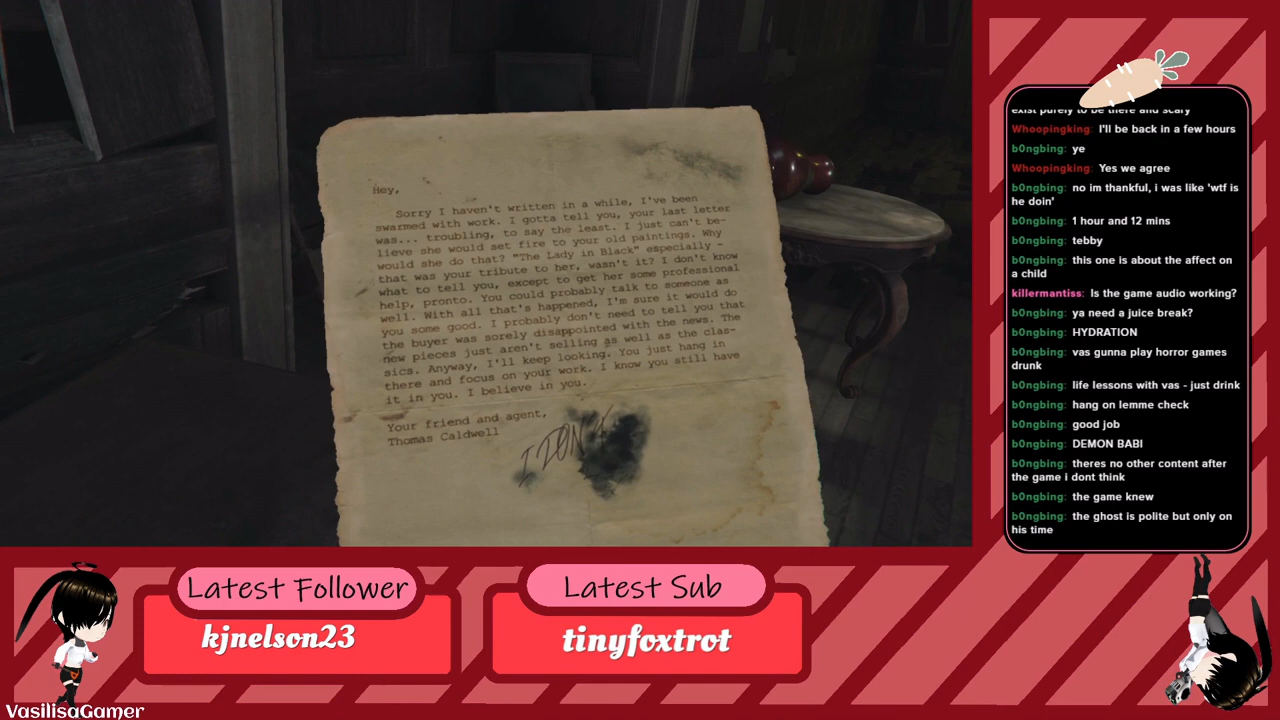 Hey,
Sorry I haven't written in a while, I've been
swarmed with work. I gotta tell you, your last letter
was... troubling, to say the least. I just can't be-
lieve she would set fire to your old paintings. Why
would she do that? "The Lady in Black" especially -
that was your tribute to her, wasn't it? I don't know
what to tell you, except to get her some professional
help, pronto. You could probably talk to someone as
well. With all that's happened, I'm sure it would do
you some good. I probably don't need to tell you that
the buyer was sorely disappointed with the news. The
new pieces just aren't selling as well as the clas-
sics. Anyway, I'll keep looking. You just hang in
there and focus on your work. I know you still have
it in you. I believe in you.
Your friend and agent,
Thomas Caldwell
I DON'
exist purely to be there and scary
Whoopingking: I'll be back in a few hours
b0ngbing: ye
Whoopingking: Yes we agree
b0ngbing: no im thankful, i was like 'wtf is
he doin'
b0ngbing: 1 hour and 12 mins
b0ngbing: tebby
b0ngbing: this one is about the affect on
a child
killermantiss: Is the game audio working?
b0ngbing: ya need a juice break?
b0ngbing: HYDRATION
b0ngbing: vas gunna play horror games
drunk
b0ngbing: life lessons with vas - just drink
b0ngbing: hang on lemme check
b0ngbing: good job
b0ngbing: DEMON BABI
b0ngbing: theres no other content after
the game i dont think
b0ngbing: the game knew
b0ngbing: the ghost is polite but only on
his time
Latest Follower
kjnelson23
Latest Sub
tinyfoxtrot
VasilisaGamer